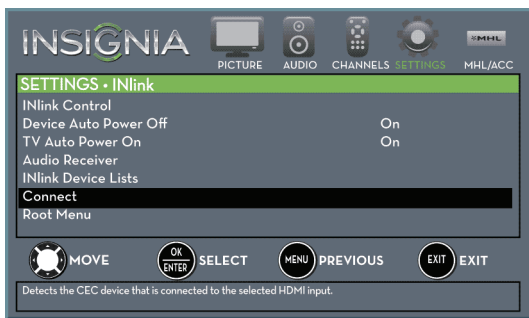 INSIGNIA
PICTURE AUDIO CHANNELS SETTINGS MHL/ACC
MHL
SETTINGS • INlink
INlink Control
Device Auto Power Off On
TV Auto Power On On
Audio Receiver
INlink Device Lists
Connect
Root Menu
MOVE OK ENTER SELECT MENU PREVIOUS EXIT EXIT
Detects the CEC device that is connected to the selected HDMI input.